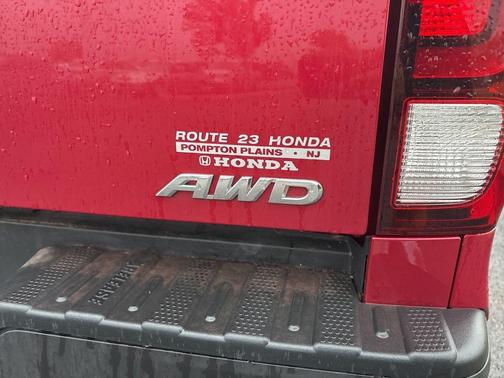 ROUTE 23 HONDA
POMPTON PLAINS • NJ
HONDA
AWD